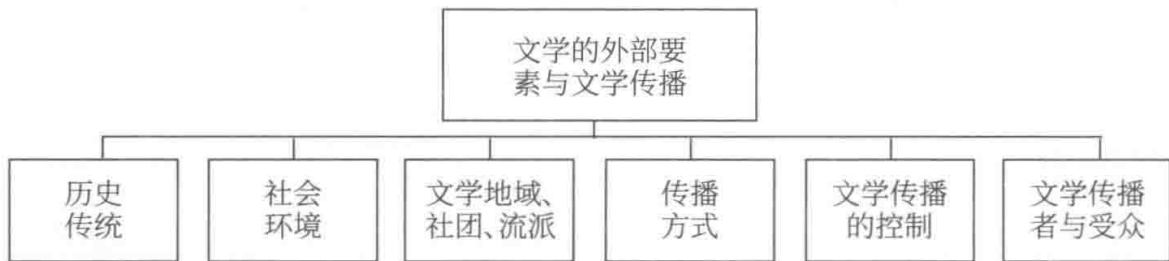 文学的外部要
素与文学传播
历史
传统
社会
环境
文学地域、
社团、流派
传播
方式
文学传播
的控制
文学传播
者与受众